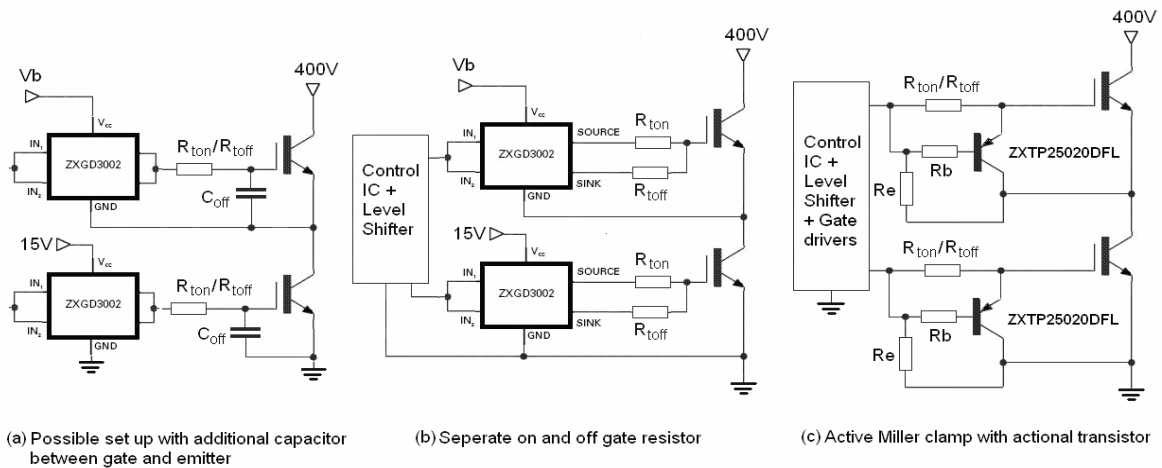 400V
Vb
Vcc
IN1
IN2
ZXGD3002
GND
Rton/Rtoff
Coff
15V
Vcc
IN1
IN2
ZXGD3002
GND
Rton/Rtoff
Coff
(a) Possible set up with additional capacitor
between gate and emitter
400V
Vb
Vcc
IN1
IN2
ZXGD3002
SOURCE
SINK
GND
Rton
Rtoff
Control
IC +
Level
Shifter
15V
Vcc
IN1
IN2
ZXGD3002
SOURCE
SINK
GND
Rton
Rtoff
(b) Seperate on and off gate resistor
400V
Rton/Rtoff
ZXTP25020DFL
Rb
Re
Control
IC +
Level
Shifter
+ Gate
drivers
Rton/Rtoff
ZXTP25020DFL
Rb
Re
(c) Active Miller clamp with actional transistor